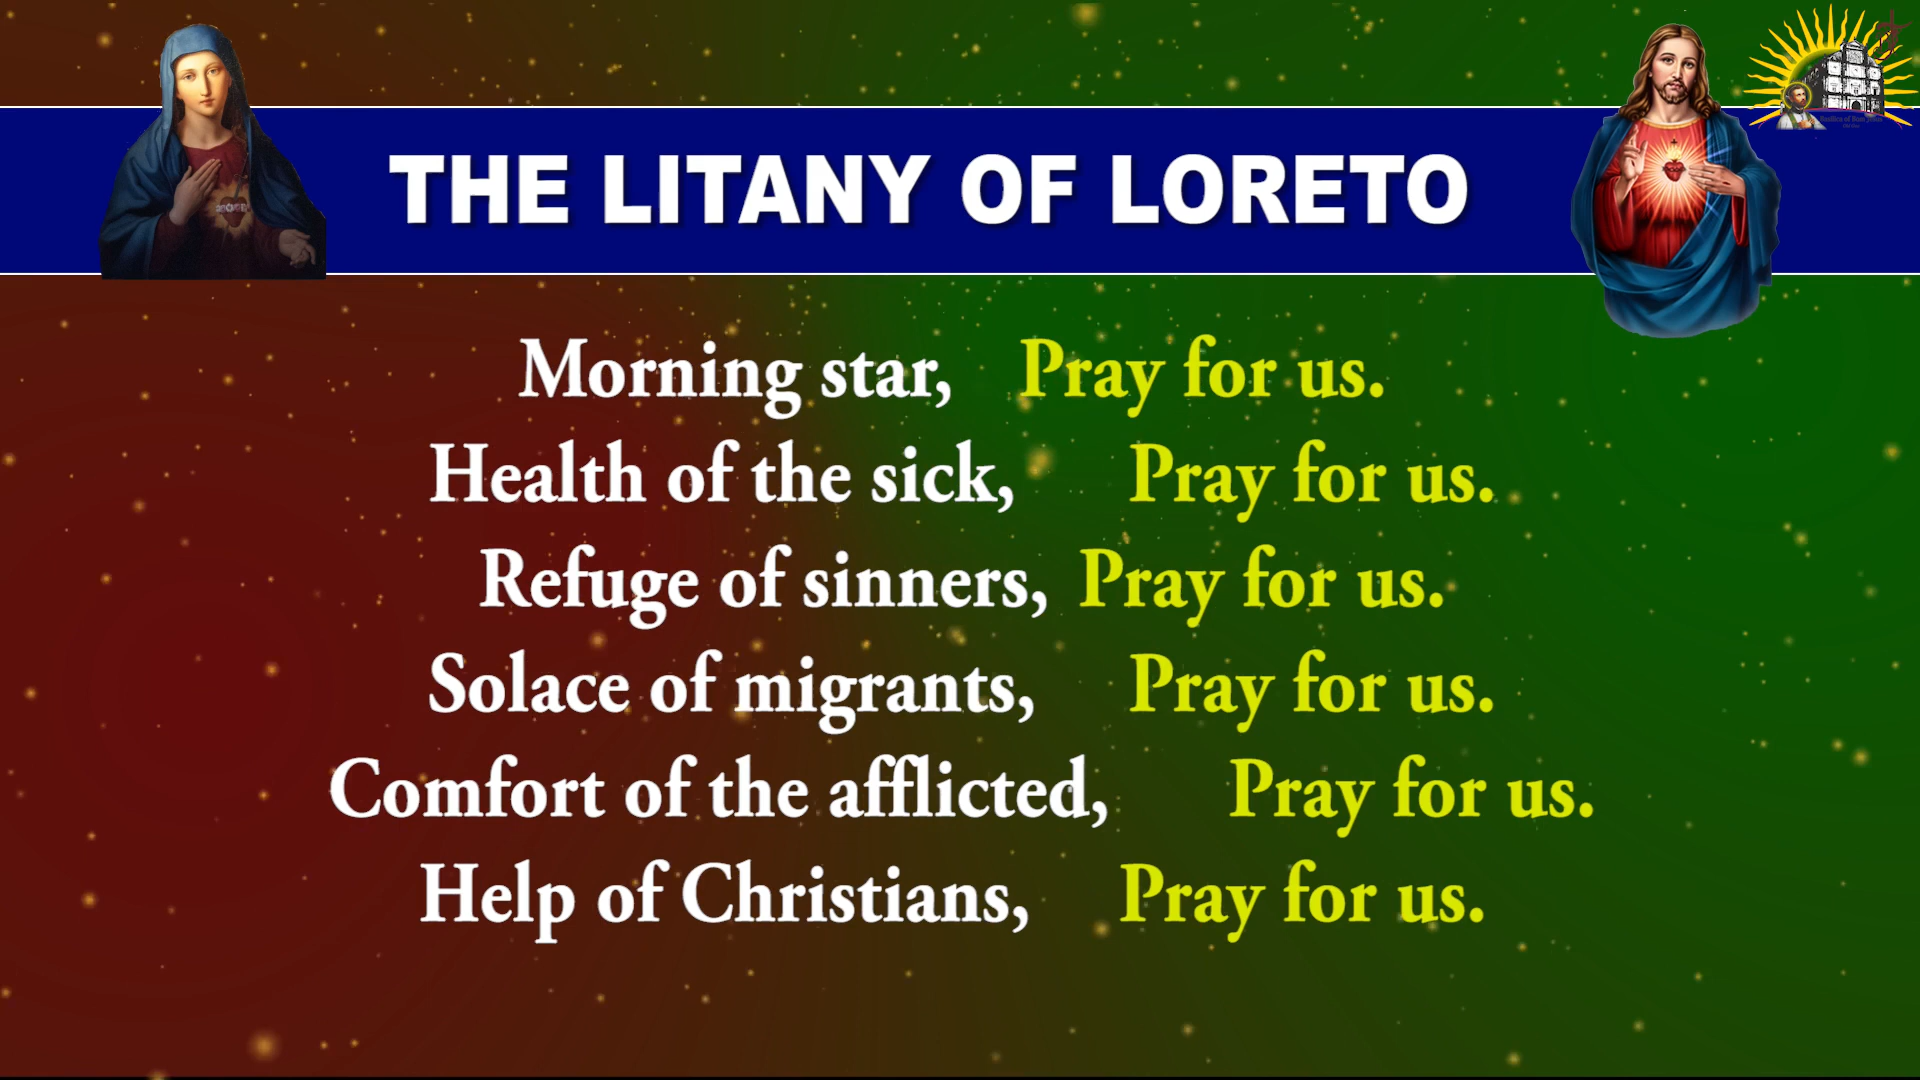 THE LITANY OF LORETO
Morning star, Pray for us.
Health of the sick, Pray for us.
Refuge of sinners, Pray for us.
Solace of migrants, Pray for us.
Comfort of the afflicted, Pray for us.
Help of Christians, Pray for us.